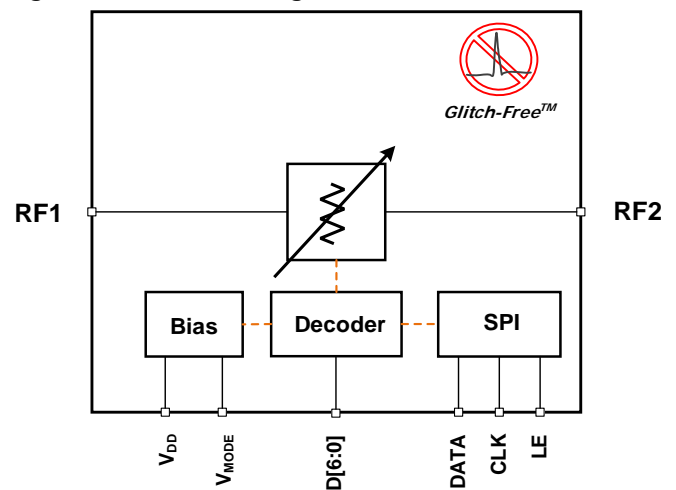 Glitch-Free™
RF1
RF2
Bias
Decoder
SPI
VDD
VMODE
D[6:0]
DATA
CLK
LE